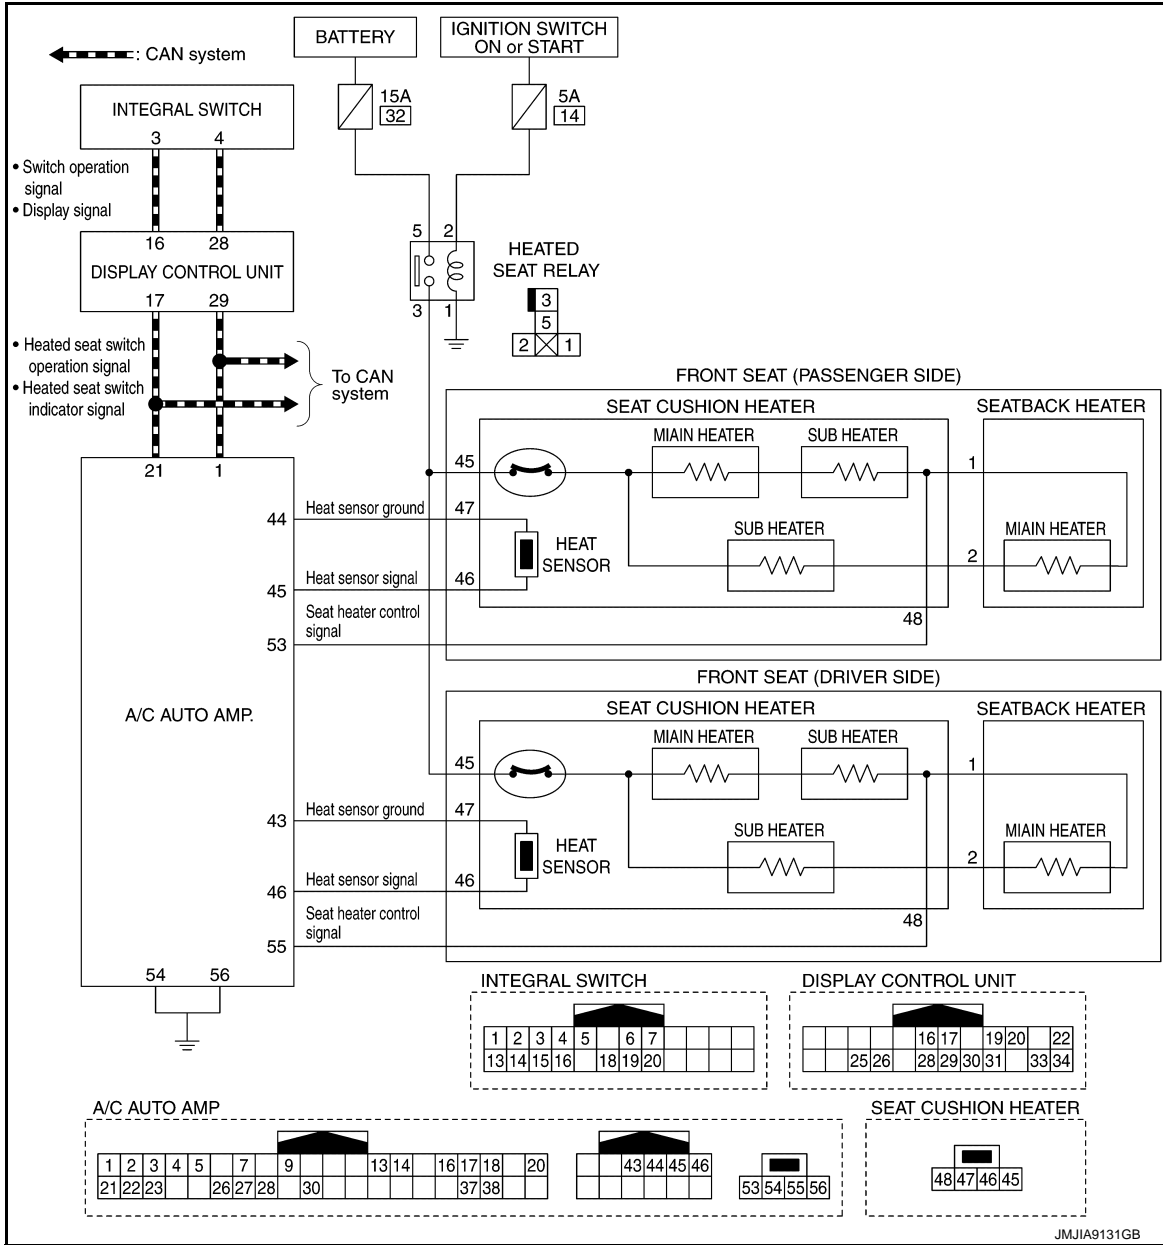 : CAN system
BATTERY
IGNITION SWITCH
ON or START
15A
32
5A
14
INTEGRAL SWITCH
3 4
• Switch operation
signal
• Display signal
16 28
DISPLAY CONTROL UNIT
17 29
5 2
3 1
HEATED
SEAT RELAY
3
5
2 1
• Heated seat switch
operation signal
• Heated seat switch
indicator signal
To CAN
system
21 1
A/C AUTO AMP.
44 Heat sensor ground 47
45 Heat sensor signal 46
Seat heater control
signal
53
43 Heat sensor ground 47
46 Heat sensor signal 46
Seat heater control
signal
55
54 56
FRONT SEAT (PASSENGER SIDE)
SEAT CUSHION HEATER
SEATBACK HEATER
MIAIN HEATER
SUB HEATER
45
1
HEAT
SENSOR
SUB HEATER
2
MIAIN HEATER
48
FRONT SEAT (DRIVER SIDE)
SEAT CUSHION HEATER
SEATBACK HEATER
MIAIN HEATER
SUB HEATER
45
1
HEAT
SENSOR
SUB HEATER
2
MIAIN HEATER
48
INTEGRAL SWITCH
1 2 3 4 5 6 7
13 14 15 16 18 19 20
DISPLAY CONTROL UNIT
16 17 19 20 22
25 26 28 29 30 31 33 34
A/C AUTO AMP
1 2 3 4 5 7 9 13 14 16 17 18 20
21 22 23 26 27 28 30 37 38
43 44 45 46
53 54 55 56
SEAT CUSHION HEATER
48 47 46 45
JMJIA9131GB